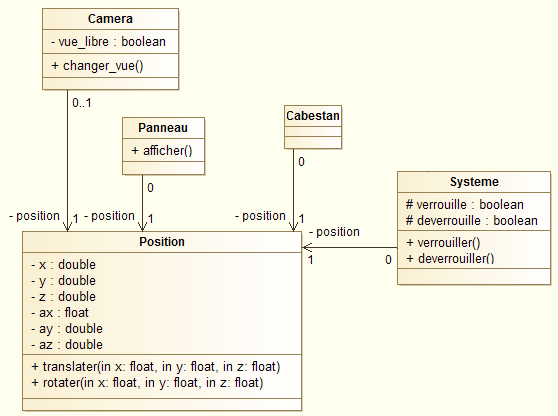 Camera
- vue_libre : boolean
+ changer_vue()
0..1
Panneau
+ afficher()
0
Cabestan
0
Systeme
# verrouille : boolean
# deverrouille : boolean
+ verrouiller()
+ deverrouiller()
- position
1
- position
1
- position
1
- position
1
0
Position
- x : double
- y : double
- z : double
- ax : float
- ay : double
- az : double
+ translater(in x: float, in y: float, in z: float)
+ rotater(in x: float, in y: float, in z: float)